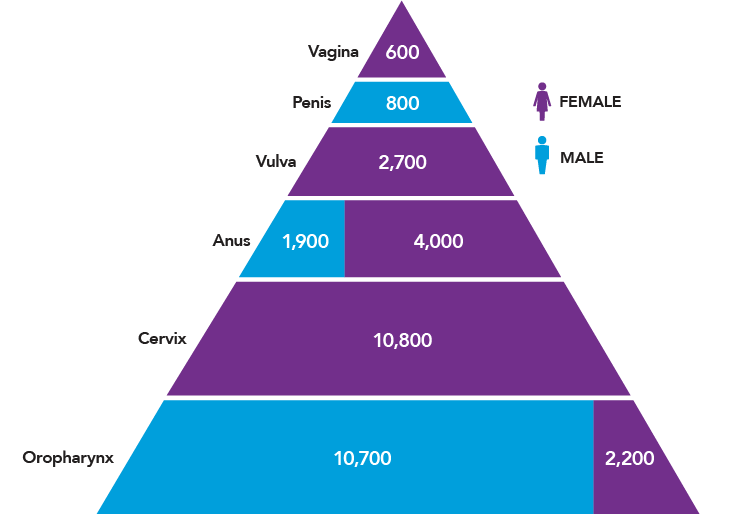 Vagina 600
Penis 800
FEMALE
Vulva 2,700
MALE
Anus 1,900 4,000
Cervix 10,800
Oropharynx 10,700 2,200